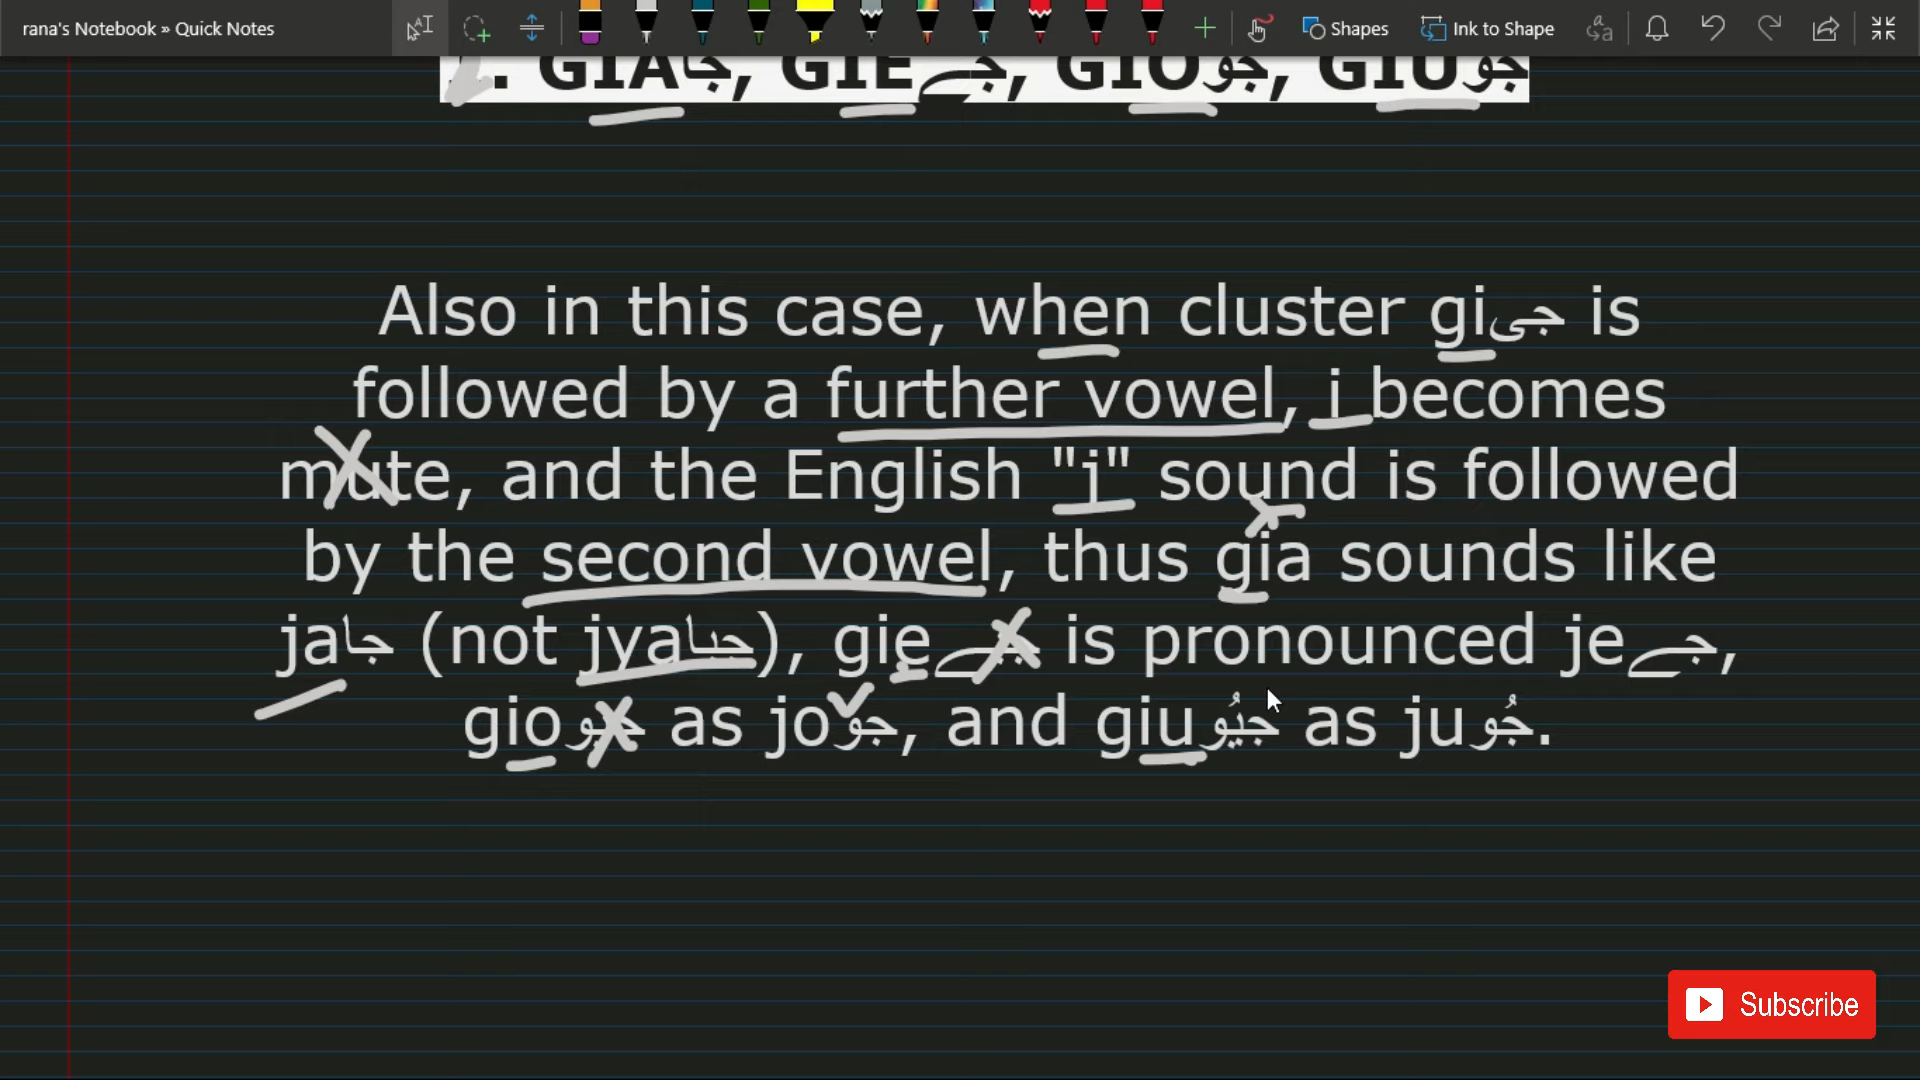 rana's Notebook » Quick Notes
Shapes
Ink to Shape
. GIAجا, GIEجے, GIOجو, GIUجو
Also in this case, when cluster giجی is
followed by a further vowel, i becomes
mute, and the English "j" sound is followed
by the second vowel, thus gia sounds like
jaجا (not jyaجیا), gieجیے is pronounced jeجے,
gioجیو as joجو, and giuجیُو as juجُو.
Subscribe